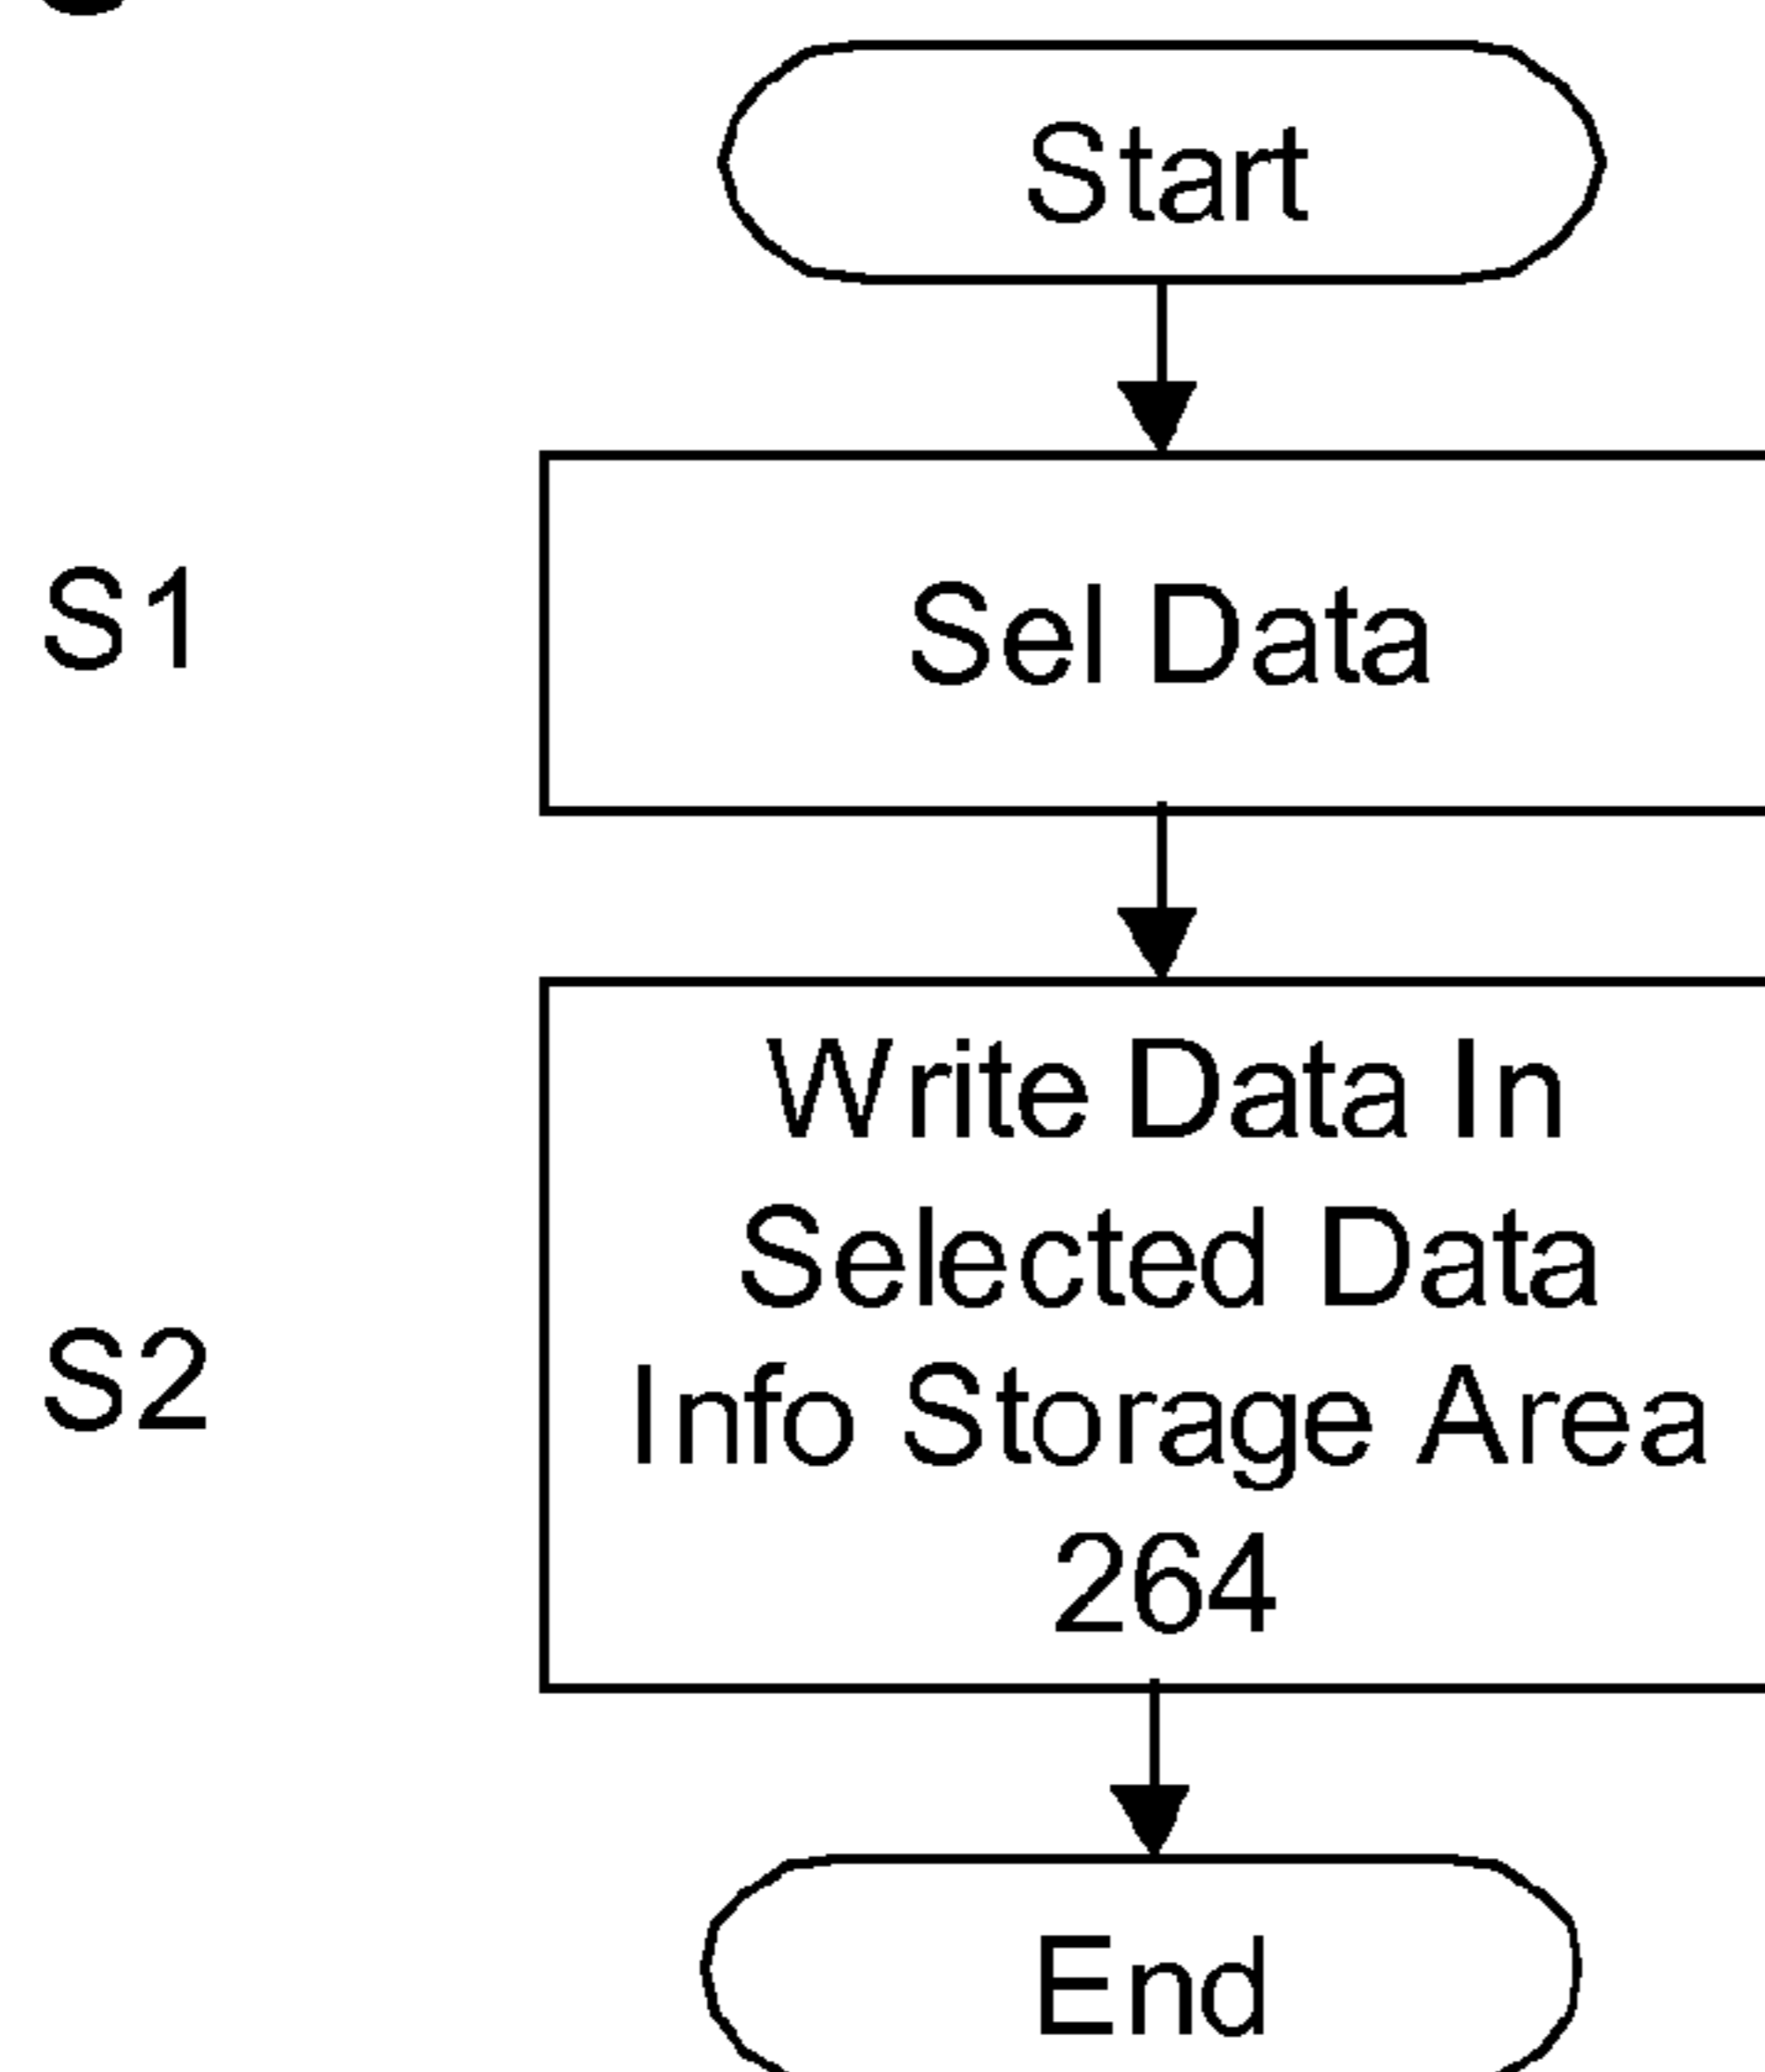 Start
S1
Sel Data
S2
Write Data In
Selected Data
Info Storage Area
264
End